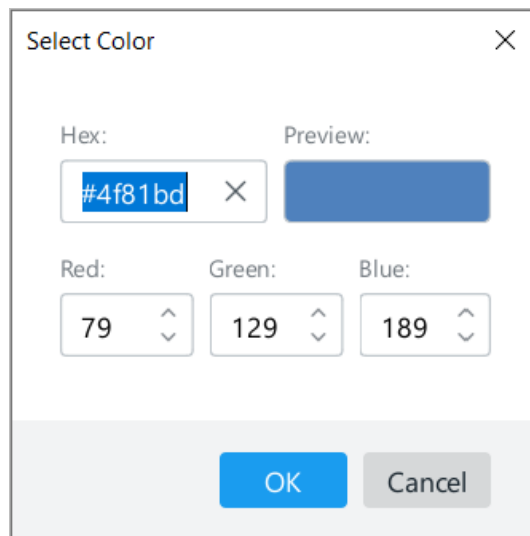 Select Color
Hex: Preview:
#4f81bd
Red: Green: Blue:
79 129 189
OK Cancel